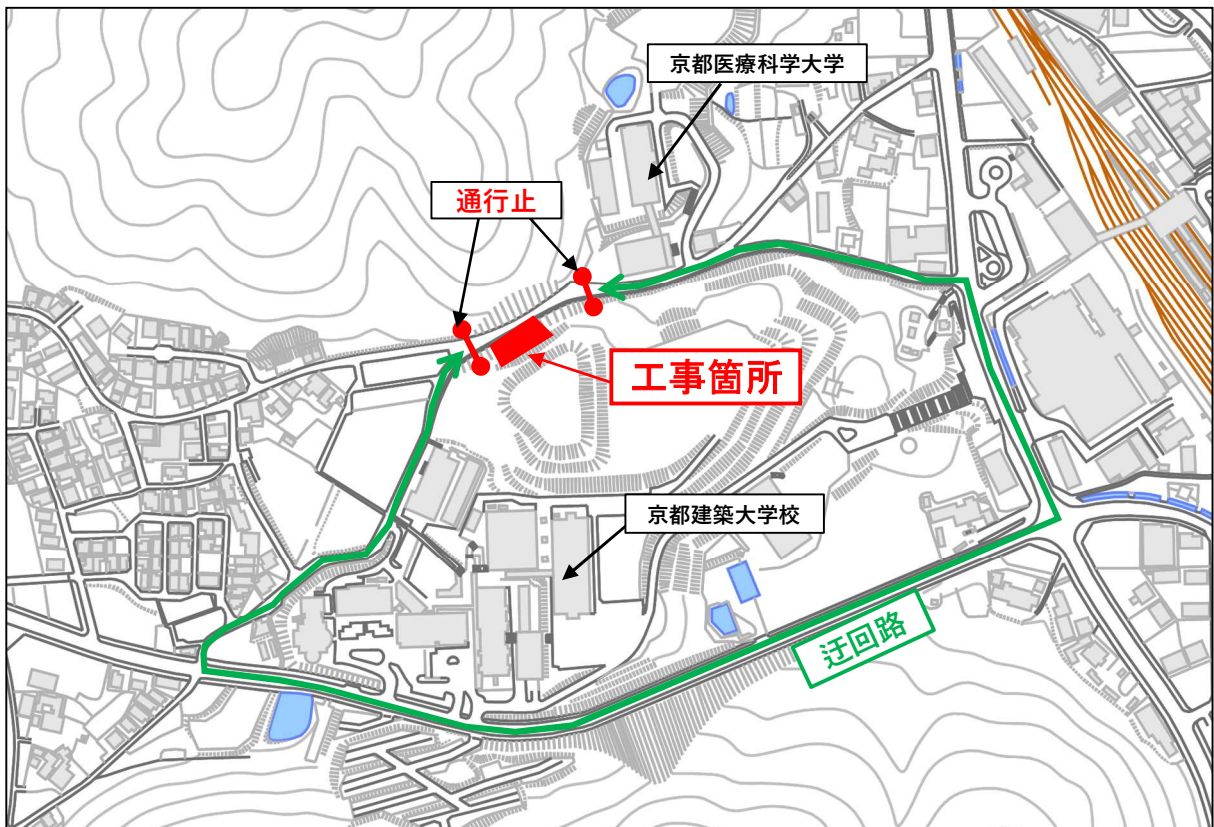 京都医療科学大学
通行止
工事箇所
京都建築大学校
迂回路